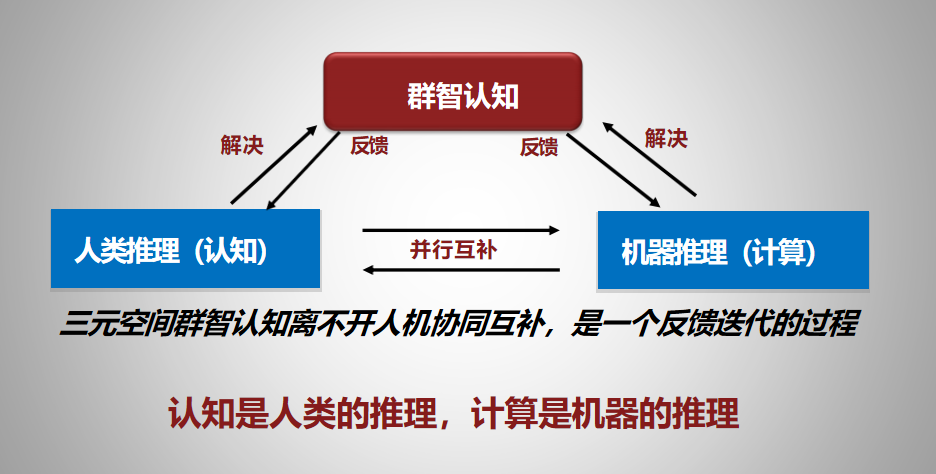 群智认知
解决
反馈
反馈
解决
人类推理（认知）
并行互补
机器推理（计算）
三元空间群智认知离不开人机协同互补，是一个反馈迭代的过程
认知是人类的推理，计算是机器的推理